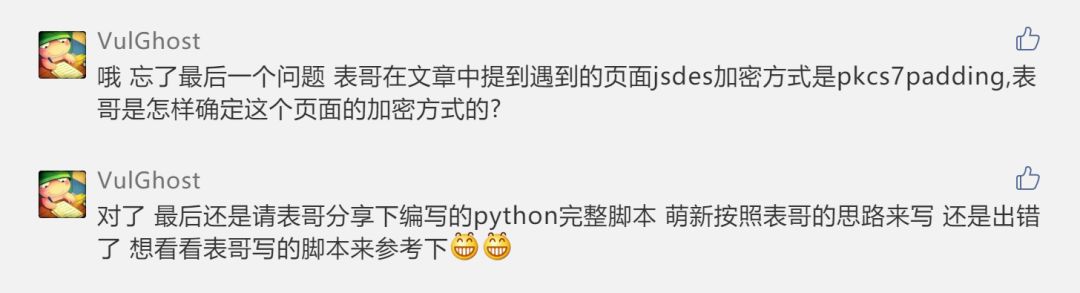 VulGhost
哦 忘了最后一个问题 表哥在文章中提到遇到的页面jsdes加密方式是pkcs7padding,表
哥是怎样确定这个页面的加密方式的?
VulGhost
对了 最后还是请表哥分享下编写的python完整脚本 萌新按照表哥的思路来写 还是出错
了 想看看表哥写的脚本来参考下